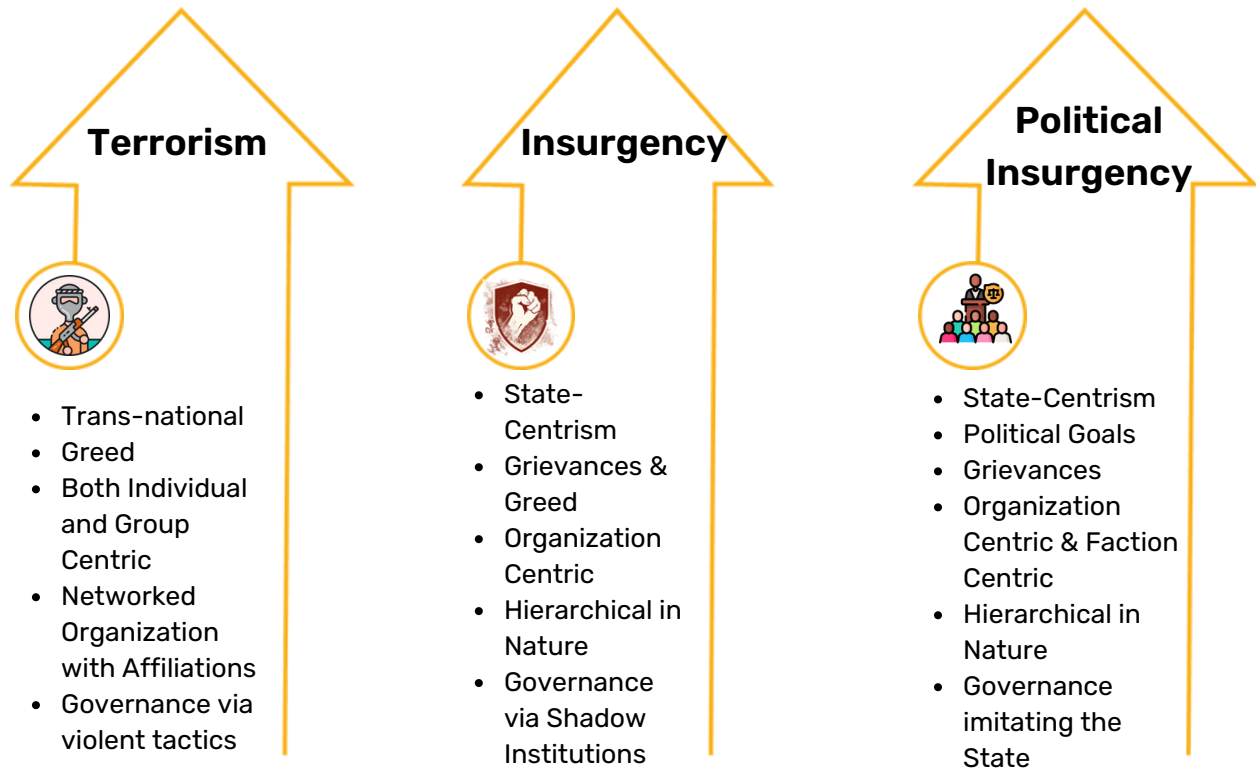 Terrorism
• Trans-national
• Greed
• Both Individual
and Group
Centric
• Networked
Organization
with Affiliations
• Governance via
violent tactics
Insurgency
• State-
Centrism
• Grievances &
Greed
• Organization
Centric
• Hierarchical in
Nature
• Governance
via Shadow
Institutions
Political
Insurgency
• State-Centrism
• Political Goals
• Grievances
• Organization
Centric & Faction
Centric
• Hierarchical in
Nature
• Governance
imitating the
State